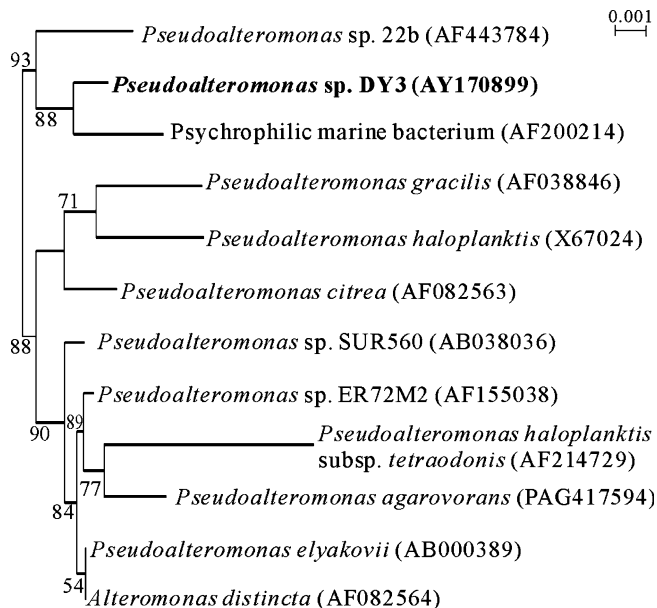 0.001
Pseudoalteromonas sp. 22b (AF443784)
93
Pseudoalteromonas sp. DY3 (AY170899)
88
Psychrophilic marine bacterium (AF200214)
Pseudoalteromonas gracilis (AF038846)
71
Pseudoalteromonas haloplanktis (X67024)
Pseudoalteromonas citrea (AF082563)
88
Pseudoalteromonas sp. SUR560 (AB038036)
Pseudoalteromonas sp. ER72M2 (AF155038)
90
89
Pseudoalteromonas haloplanktis
subsp. tetraodonis (AF214729)
77
Pseudoalteromonas agarovorans (PAG417594)
84
Pseudoalteromonas elyakovii (AB000389)
54
Alteromonas distincta (AF082564)